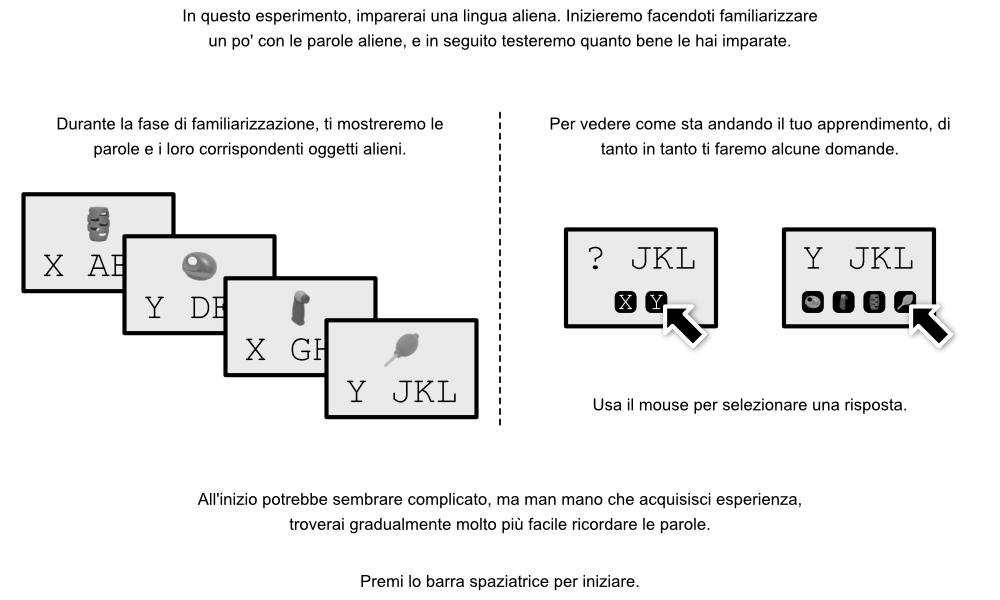 In questo esperimento, imparerai una lingua aliena. Inizieremo facendoti familiarizzare
un po' con le parole aliene, e in seguito testeremo quanto bene le hai imparate.
Durante la fase di familiarizzazione, ti mostreremo le
parole e i loro corrispondenti oggetti alieni.
X AB
Y DE
X GH
Y JKL
Per vedere come sta andando il tuo apprendimento, di
tanto in tanto ti faremo alcune domande.
? JKL
X Y
Y JKL
Usa il mouse per selezionare una risposta.
All'inizio potrebbe sembrare complicato, ma man mano che acquisisci esperienza,
troverai gradualmente molto più facile ricordare le parole.
Premi lo barra spaziatrice per iniziare.